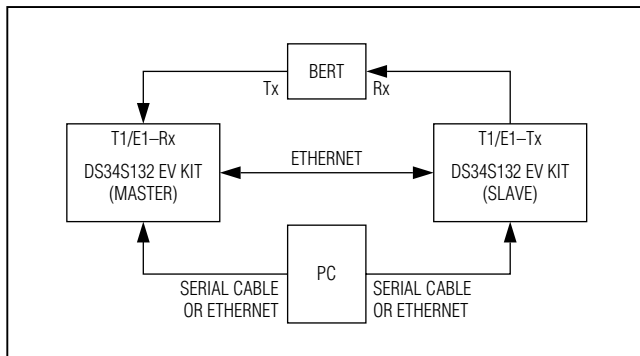 BERT
Tx
Rx
T1/E1–Rx
DS34S132 EV KIT
(MASTER)
ETHERNET
T1/E1–Tx
DS34S132 EV KIT
(SLAVE)
PC
SERIAL CABLE
OR ETHERNET
SERIAL CABLE
OR ETHERNET